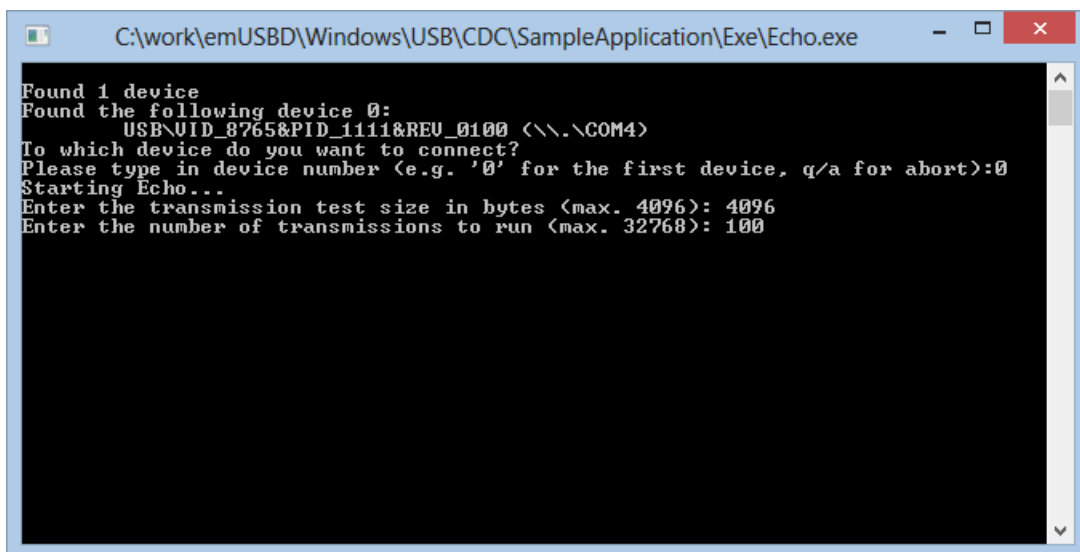 C:\work\emUSBD\Windows\USB\CDC\SampleApplication\Exe\Echo.exe
Found 1 device
Found the following device 0:
USB\VID_8765&PID_1111&REV_0100 (\\.\COM4)
To which device do you want to connect?
Please type in device number (e.g. '0' for the first device, q/a for abort):0
Starting Echo...
Enter the transmission test size in bytes (max. 4096): 4096
Enter the number of transmissions to run (max. 32768): 100